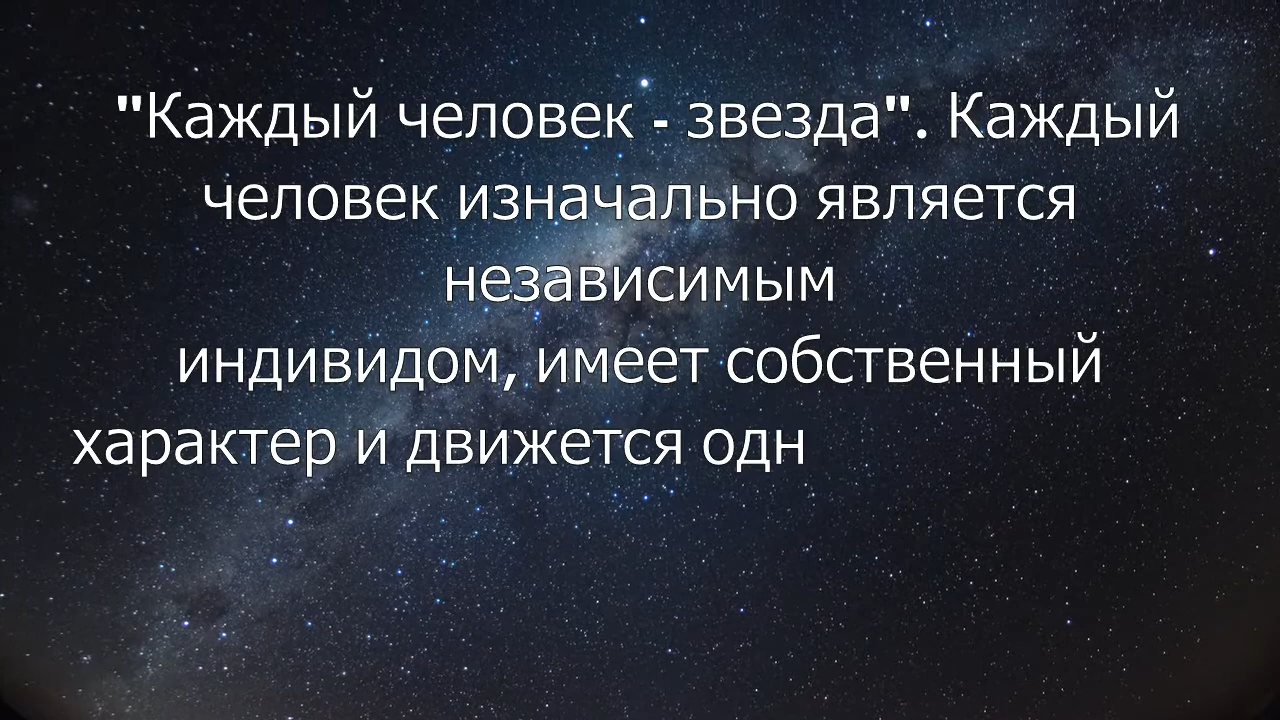 "Каждый человек - звезда". Каждый
человек изначально является
независимым
индивидом, имеет собственный
характер и движется одн